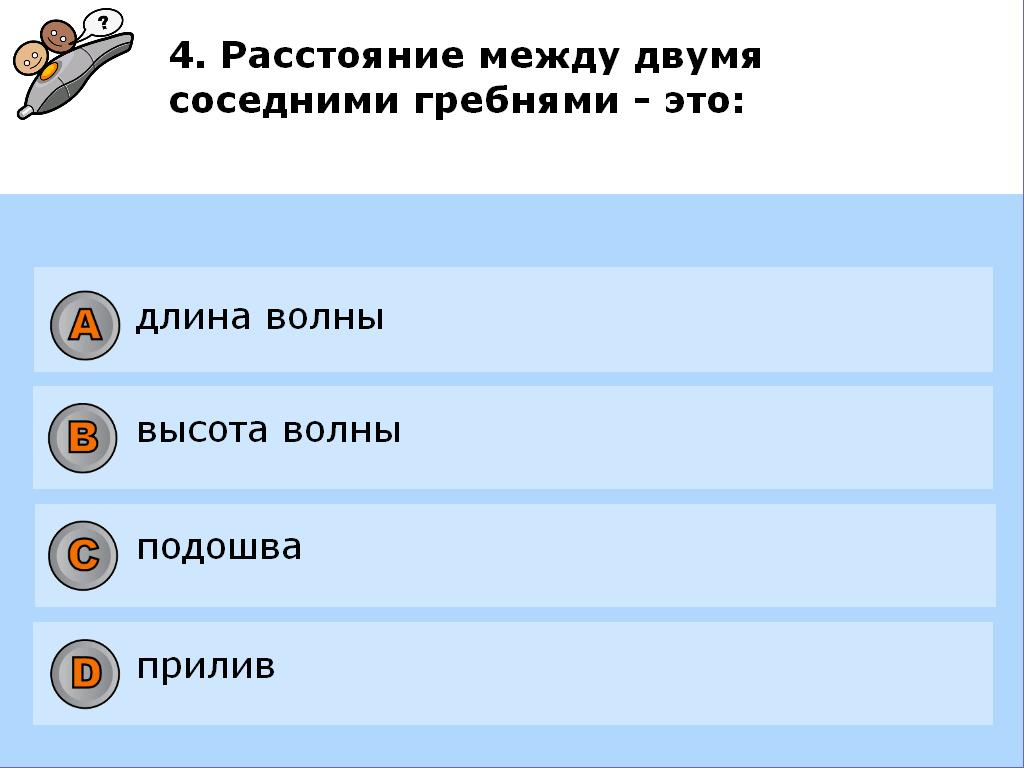 ?
4. Расстояние между двумя
соседними гребнями - это:
A длина волны
B высота волны
C подошва
D прилив